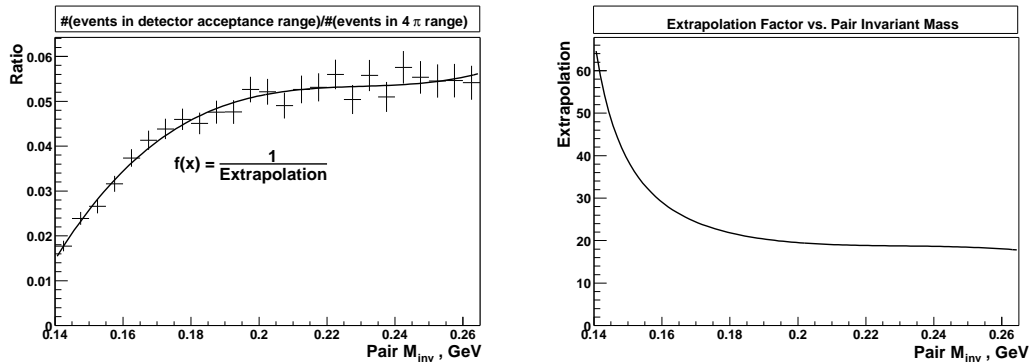 #(events in detector acceptance range)/#(events in 4 π range)
Ratio
0.06
0.05
0.04
0.03
0.02
0.01
0
f(x) = 1 / Extrapolation
0.14 0.16 0.18 0.2 0.22 0.24 0.26
Pair M_inv , GeV
Extrapolation Factor vs. Pair Invariant Mass
Extrapolation
60
50
40
30
20
10
0
0.14 0.16 0.18 0.2 0.22 0.24 0.26
Pair M_inv , GeV